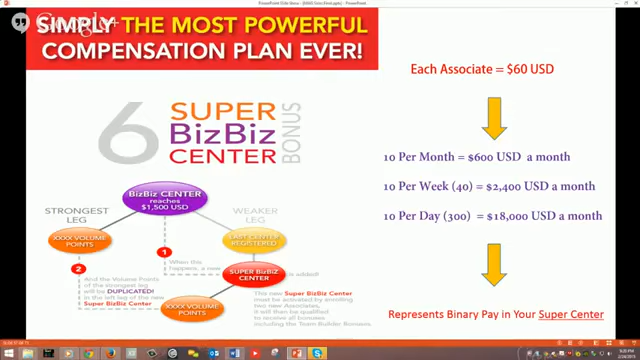 PowerPoint
Google+
SIMPLY THE MOST POWERFUL
COMPENSATION PLAN EVER!
Each Associate = $60 USD
6 SUPER
BizBiz
CENTER
BONUS
10 Per Month = $600 USD a month
10 Per Week (40) = $2,400 USD a month
10 Per Day (300) = $18,000 USD a month
BizBiz CENTER
reaches
$1,500 USD
STRONGEST
LEG
WEAKER
LEG
XXXX VOLUME
POINTS
LAST CENTER
REGISTERED
1
When this
happens, a new
SUPER BizBiZ
CENTER
is added!
2
And the Volume Points
of the strongest leg
will be DUPLICATED!
in the left leg of the new
Super BizBiz Center
XXXX VOLUME
POINTS
This new Super BizBiz Center
must be activated by enrolling
two new Associates,
it will then be qualified
to receive all bonuses
including the Team Builder Bonuses.
Represents Binary Pay in Your Super Center